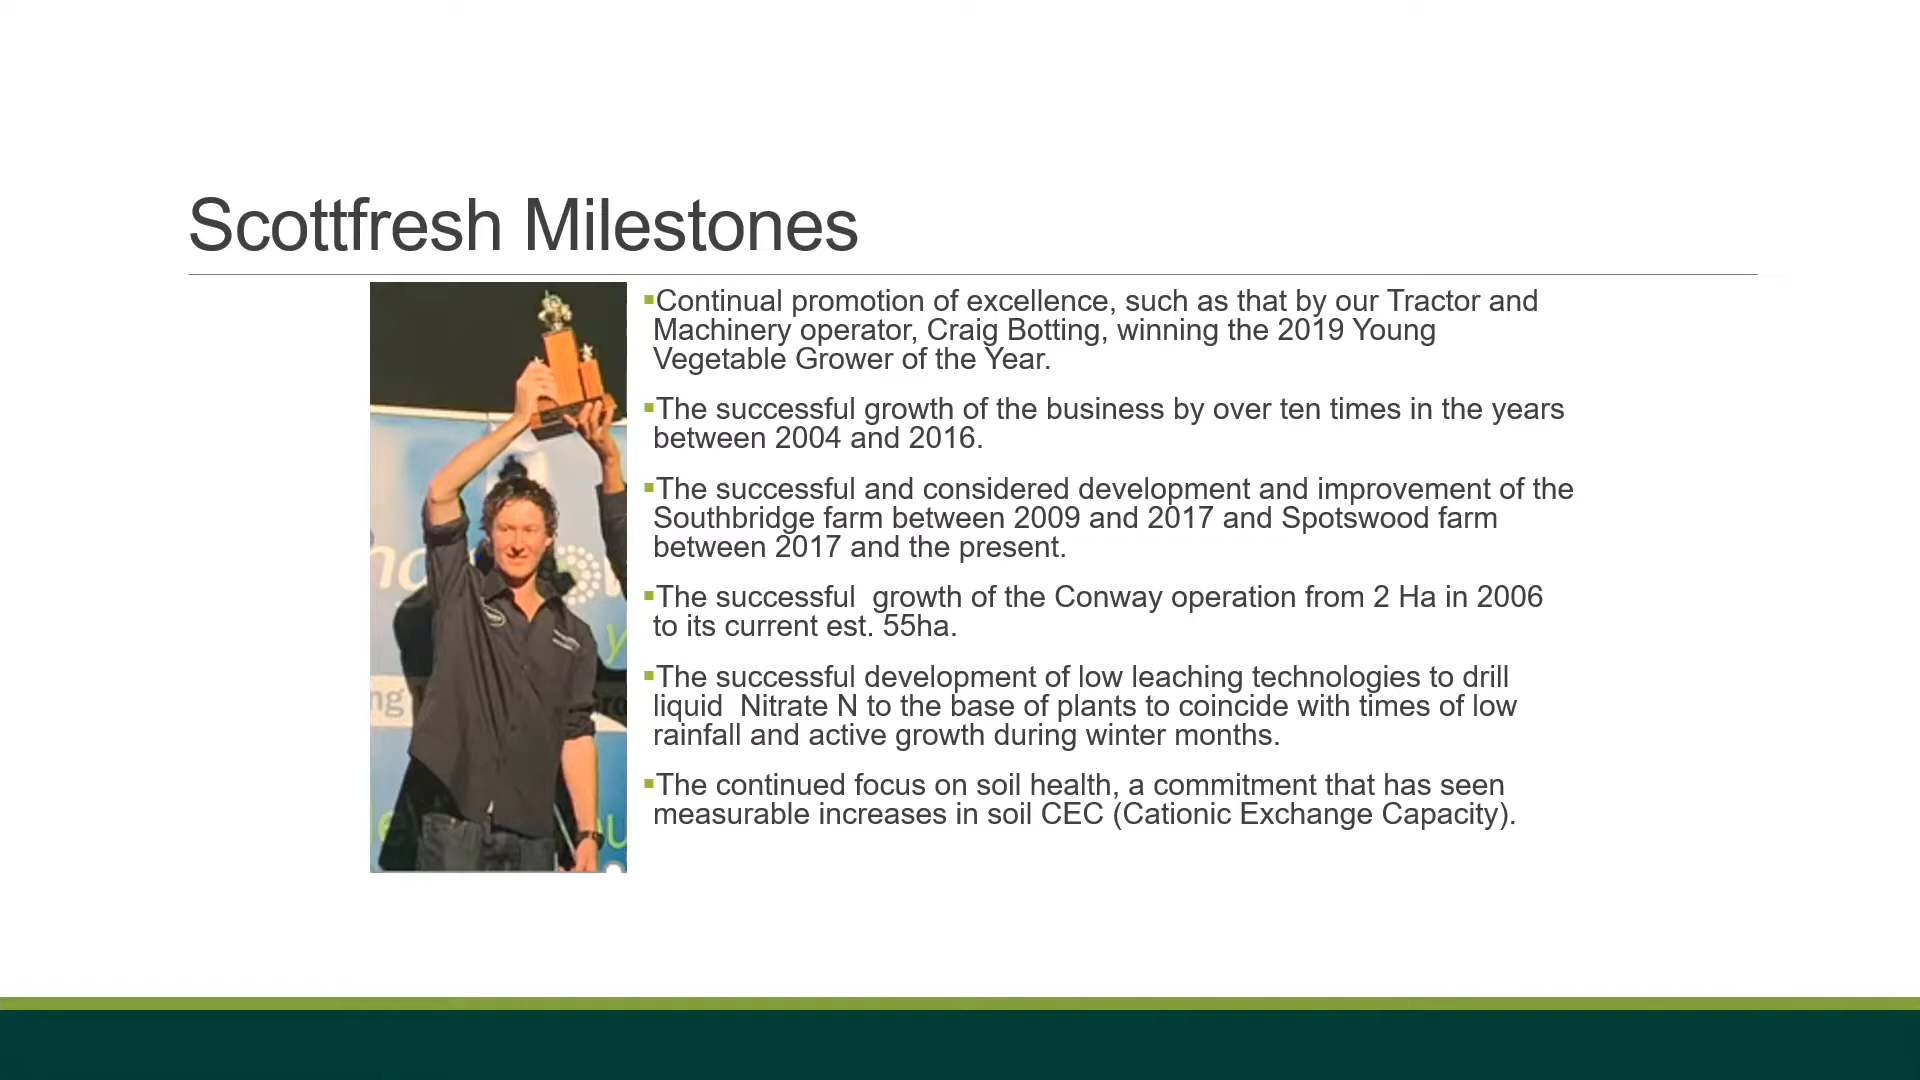 Scottfresh Milestones
▪Continual promotion of excellence, such as that by our Tractor and
Machinery operator, Craig Botting, winning the 2019 Young
Vegetable Grower of the Year.
▪The successful growth of the business by over ten times in the years
between 2004 and 2016.
▪The successful and considered development and improvement of the
Southbridge farm between 2009 and 2017 and Spotswood farm
between 2017 and the present.
▪The successful  growth of the Conway operation from 2 Ha in 2006
to its current est. 55ha.
▪The successful development of low leaching technologies to drill
liquid  Nitrate N to the base of plants to coincide with times of low
rainfall and active growth during winter months.
▪The continued focus on soil health, a commitment that has seen
measurable increases in soil CEC (Cationic Exchange Capacity).